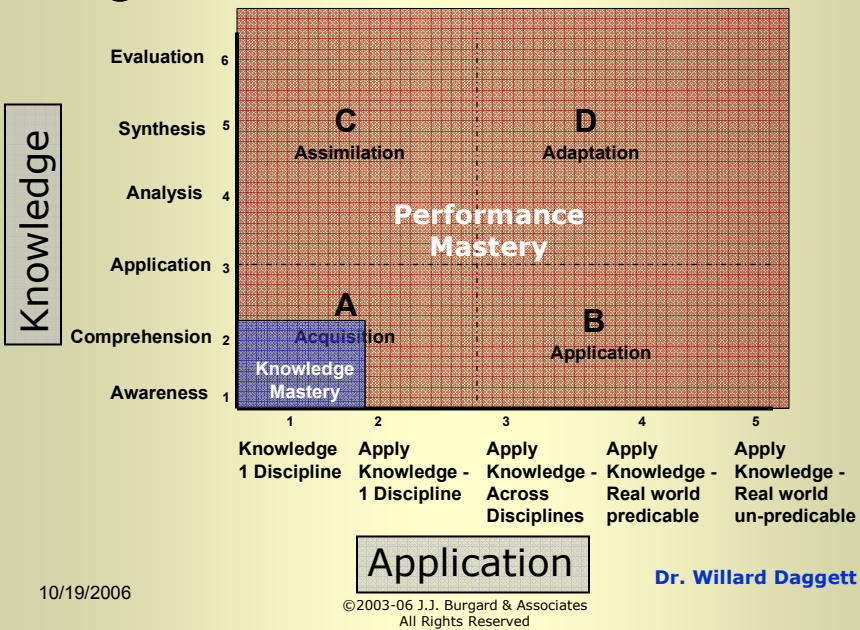 Knowledge
Evaluation 6
Synthesis 5
Analysis 4
Application 3
Comprehension 2
Awareness 1
C
Assimilation
D
Adaptation
Performance
Mastery
A
Acquisition
B
Application
Knowledge
Mastery
1 2 3 4 5
Knowledge
1 Discipline
Apply
Knowledge -
1 Discipline
Apply
Knowledge -
Across
Disciplines
Apply
Knowledge -
Real world
predicable
Apply
Knowledge -
Real world
un-predicable
Application
Dr. Willard Daggett
10/19/2006
©2003-06 J.J. Burgard & Associates
All Rights Reserved